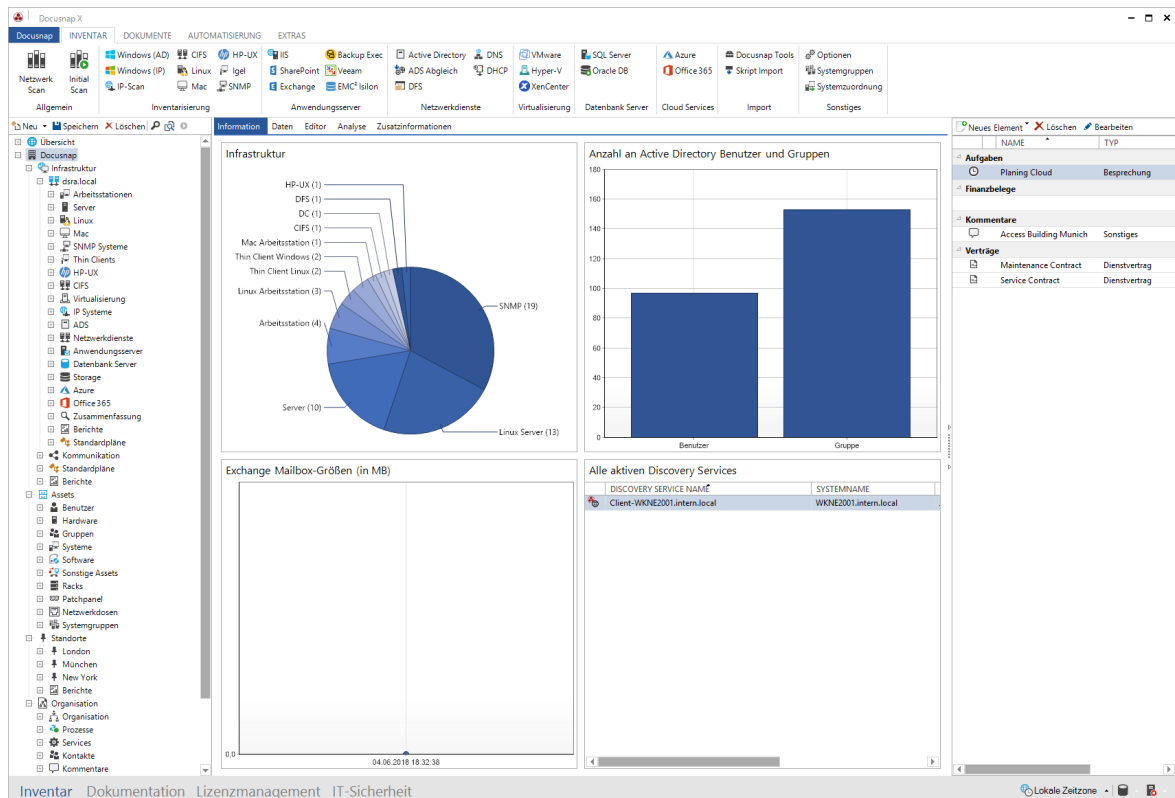 Docusnap X
Docusnap INVENTAR DOKUMENTE AUTOMATISIERUNG EXTRAS
Windows (AD) CIFS HP-UX IIS Backup Exec Active Directory DNS VMware SQL Server Azure Docusnap Tools Optionen
Windows (IP) Linux Igel SharePoint Veeam ADS Abgleich DHCP Hyper-V Oracle DB Office 365 Skript Import Systemgruppen
Netzwerk Scan Initial Scan IP-Scan Mac SNMP Exchange EMC² Isilon DFS XenCenter Systemzuordnung
Allgemein Inventarisierung Anwendungsserver Netzwerkdienste Virtualisierung Datenbank Server Cloud Services Import Sonstiges
Neu Speichern Löschen
Übersicht
Docusnap
Infrastruktur
dsra.local
Arbeitsstationen
Server
Linux
Mac
SNMP Systeme
Thin Clients
HP-UX
CIFS
Virtualisierung
IP Systeme
ADS
Netzwerkdienste
Anwendungsserver
Datenbank Server
Storage
Azure
Office 365
Zusammenfassung
Berichte
Standardpläne
Kommunikation
Standardpläne
Berichte
Assets
Benutzer
Hardware
Gruppen
Systeme
Software
Sonstige Assets
Racks
Patchpanel
Netzwerkdosen
Systemgruppen
Standorte
London
München
New York
Berichte
Organisation
Organisation
Prozesse
Services
Kontakte
Kommentare
Information Daten Editor Analyse Zusatzinformationen
Infrastruktur
HP-UX (1)
DFS (1)
DC (1)
CIFS (1)
Mac Arbeitsstation (1)
Thin Client Windows (2)
Thin Client Linux (2)
Linux Arbeitsstation (3)
Arbeitsstation (4)
Server (10)
SNMP (19)
Linux Server (13)
Anzahl an Active Directory Benutzer und Gruppen
180
160
140
120
100
80
60
40
20
0
Benutzer Gruppe
Exchange Mailbox-Größen (in MB)
0,0
04.06.2018 18:32:38
Alle aktiven Discovery Services
DISCOVERY SERVICE NAME SYSTEMNAME
Client-WKNE2001.intern.local WKNE2001.intern.local
Neues Element Löschen Bearbeiten
NAME TYP
Aufgaben
Planing Cloud Besprechung
Finanzbelege
Kommentare
Access Building Munich Sonstiges
Verträge
Maintenance Contract Dienstvertrag
Service Contract Dienstvertrag
Inventar Dokumentation Lizenzmanagement IT-Sicherheit
Lokale Zeitzone